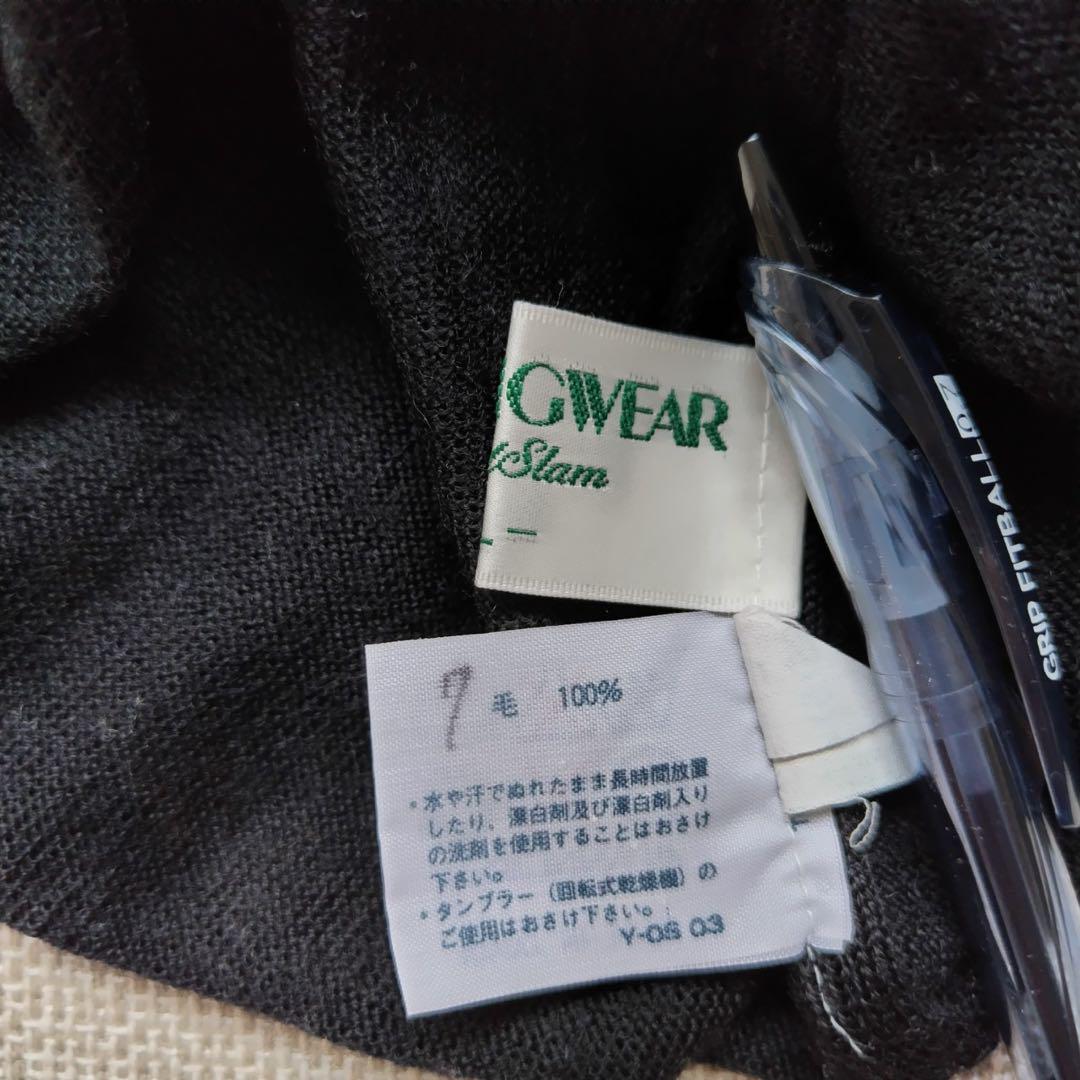 GWEAR
Slam
GRIP FITBALL 0.7
毛 100%
・水や汗でぬれたまま長時間放置
したり、漂白剤及び漂白剤入り
の洗剤を使用することはおさけ
下さい。
・タンブラー（回転式乾燥機）の
ご使用はおさけ下さい。
Y-OS 03